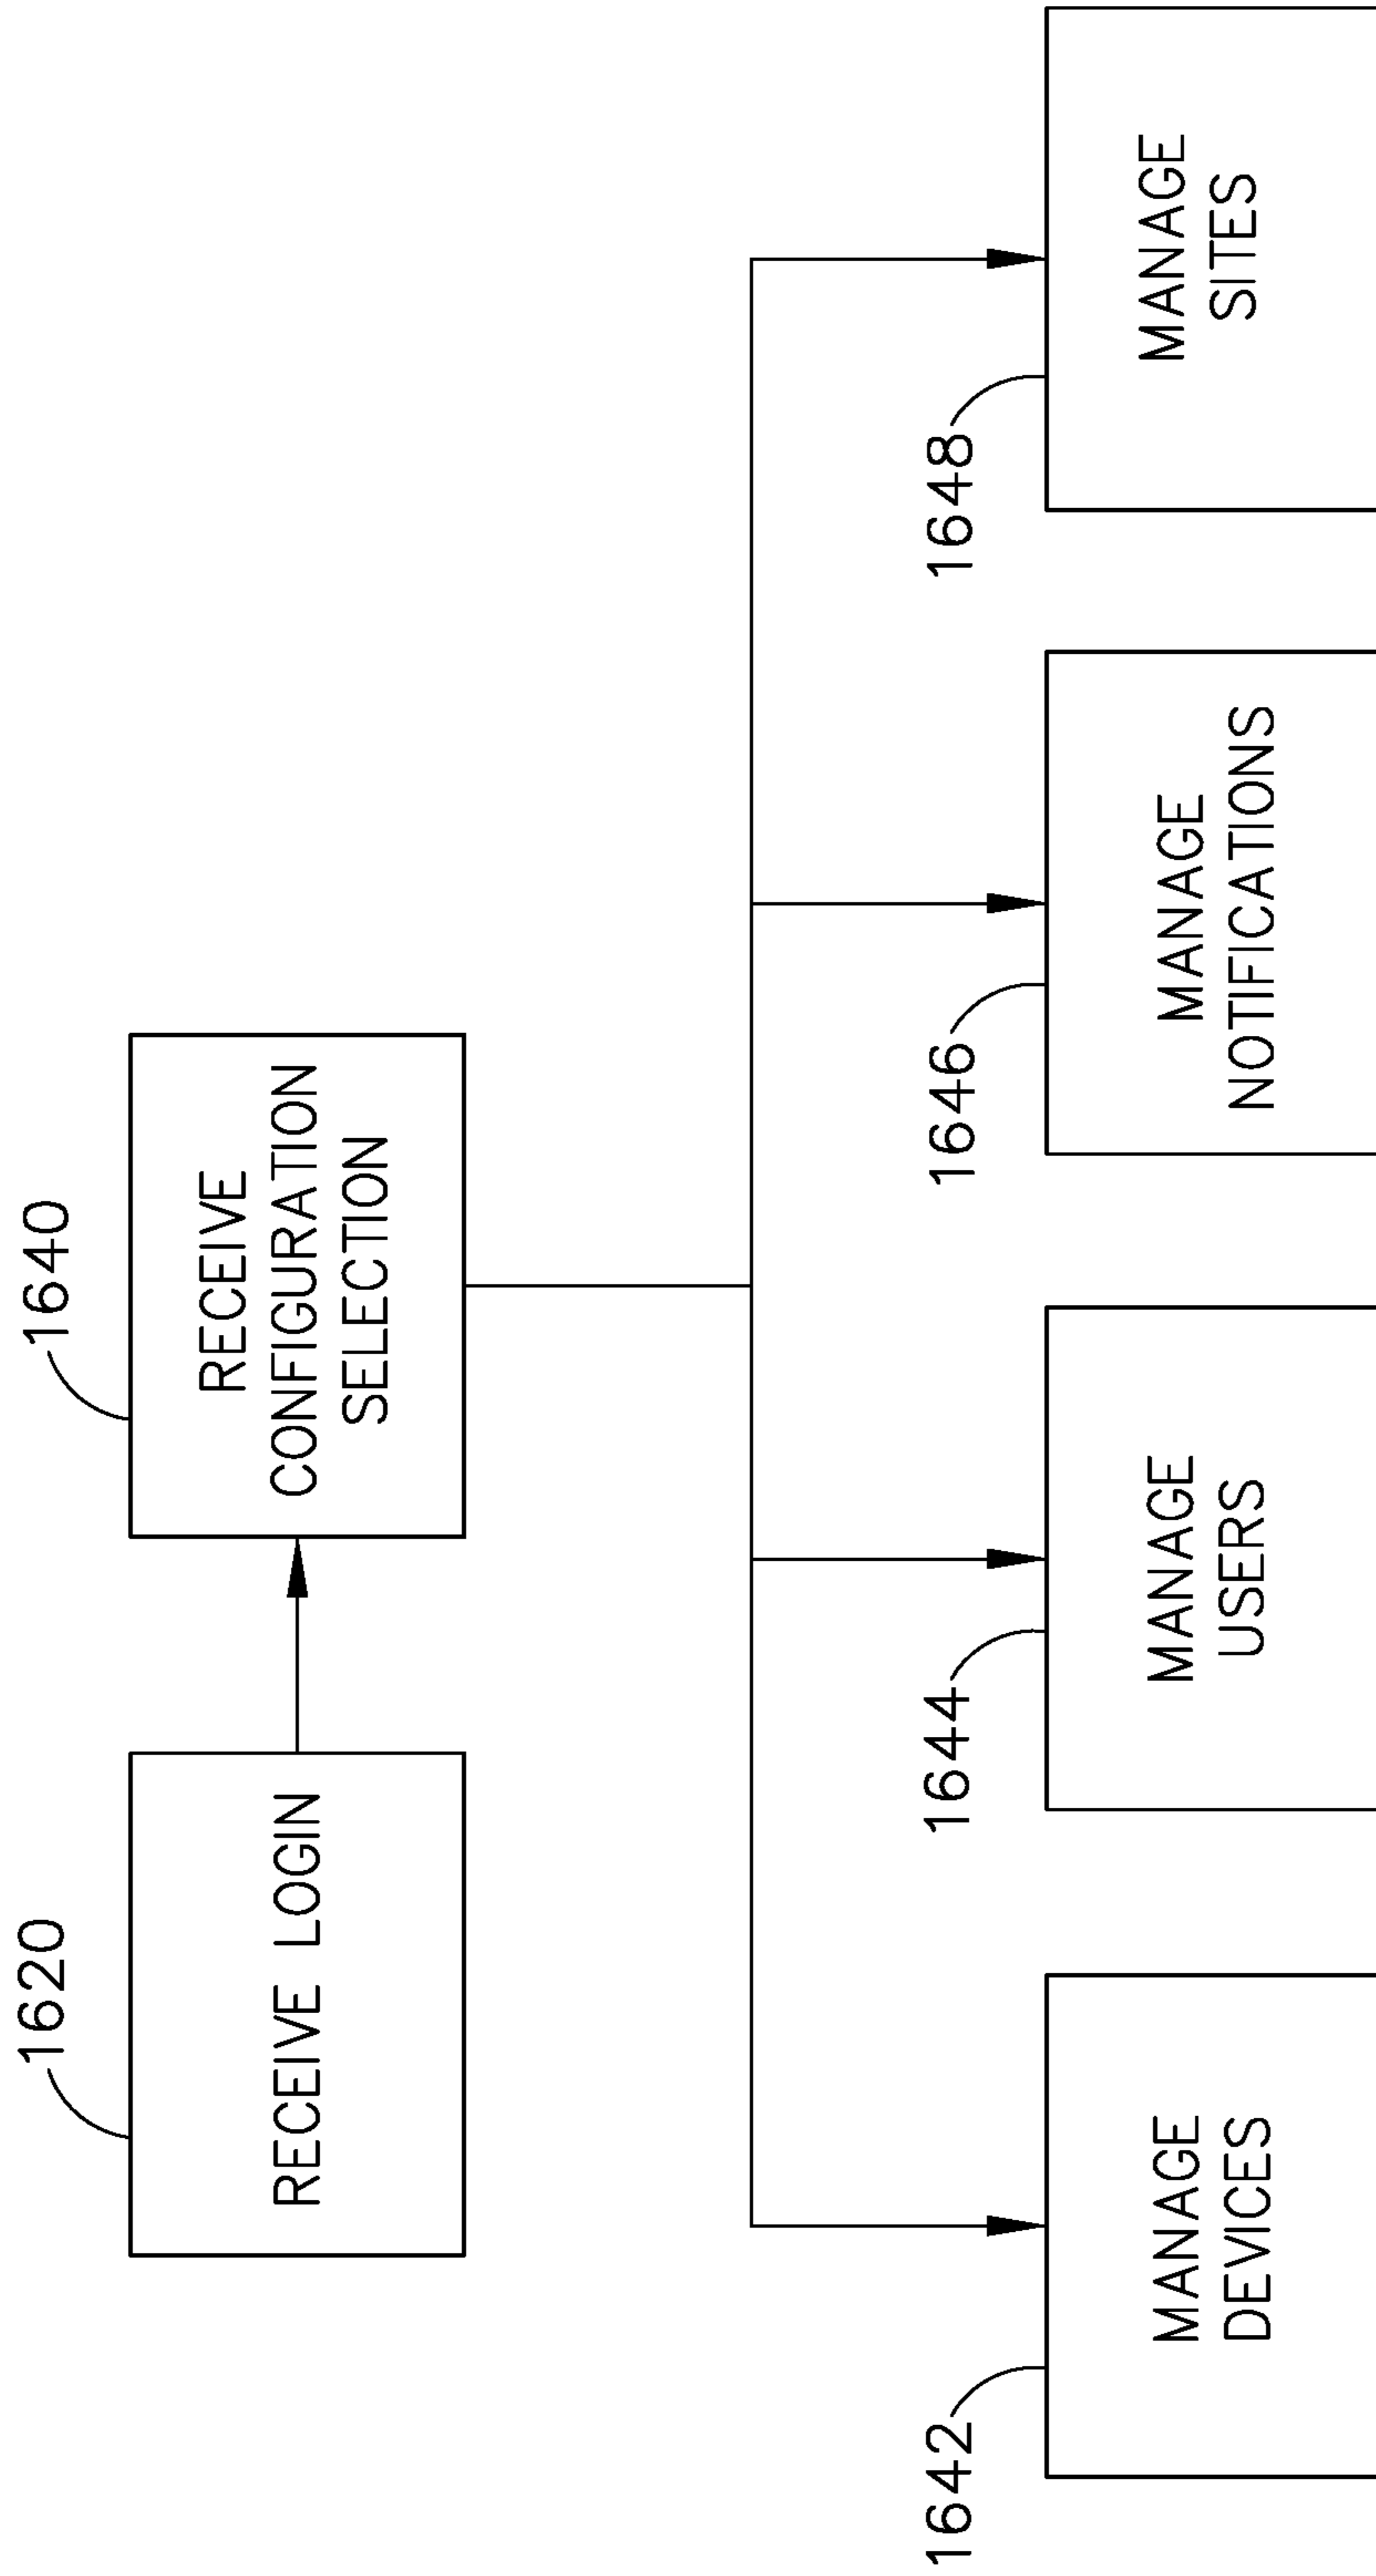 1620
RECEIVE LOGIN
1640
RECEIVE
CONFIGURATION
SELECTION
1642
MANAGE
DEVICES
1644
MANAGE
USERS
1646
MANAGE
NOTIFICATIONS
1648
MANAGE
SITES